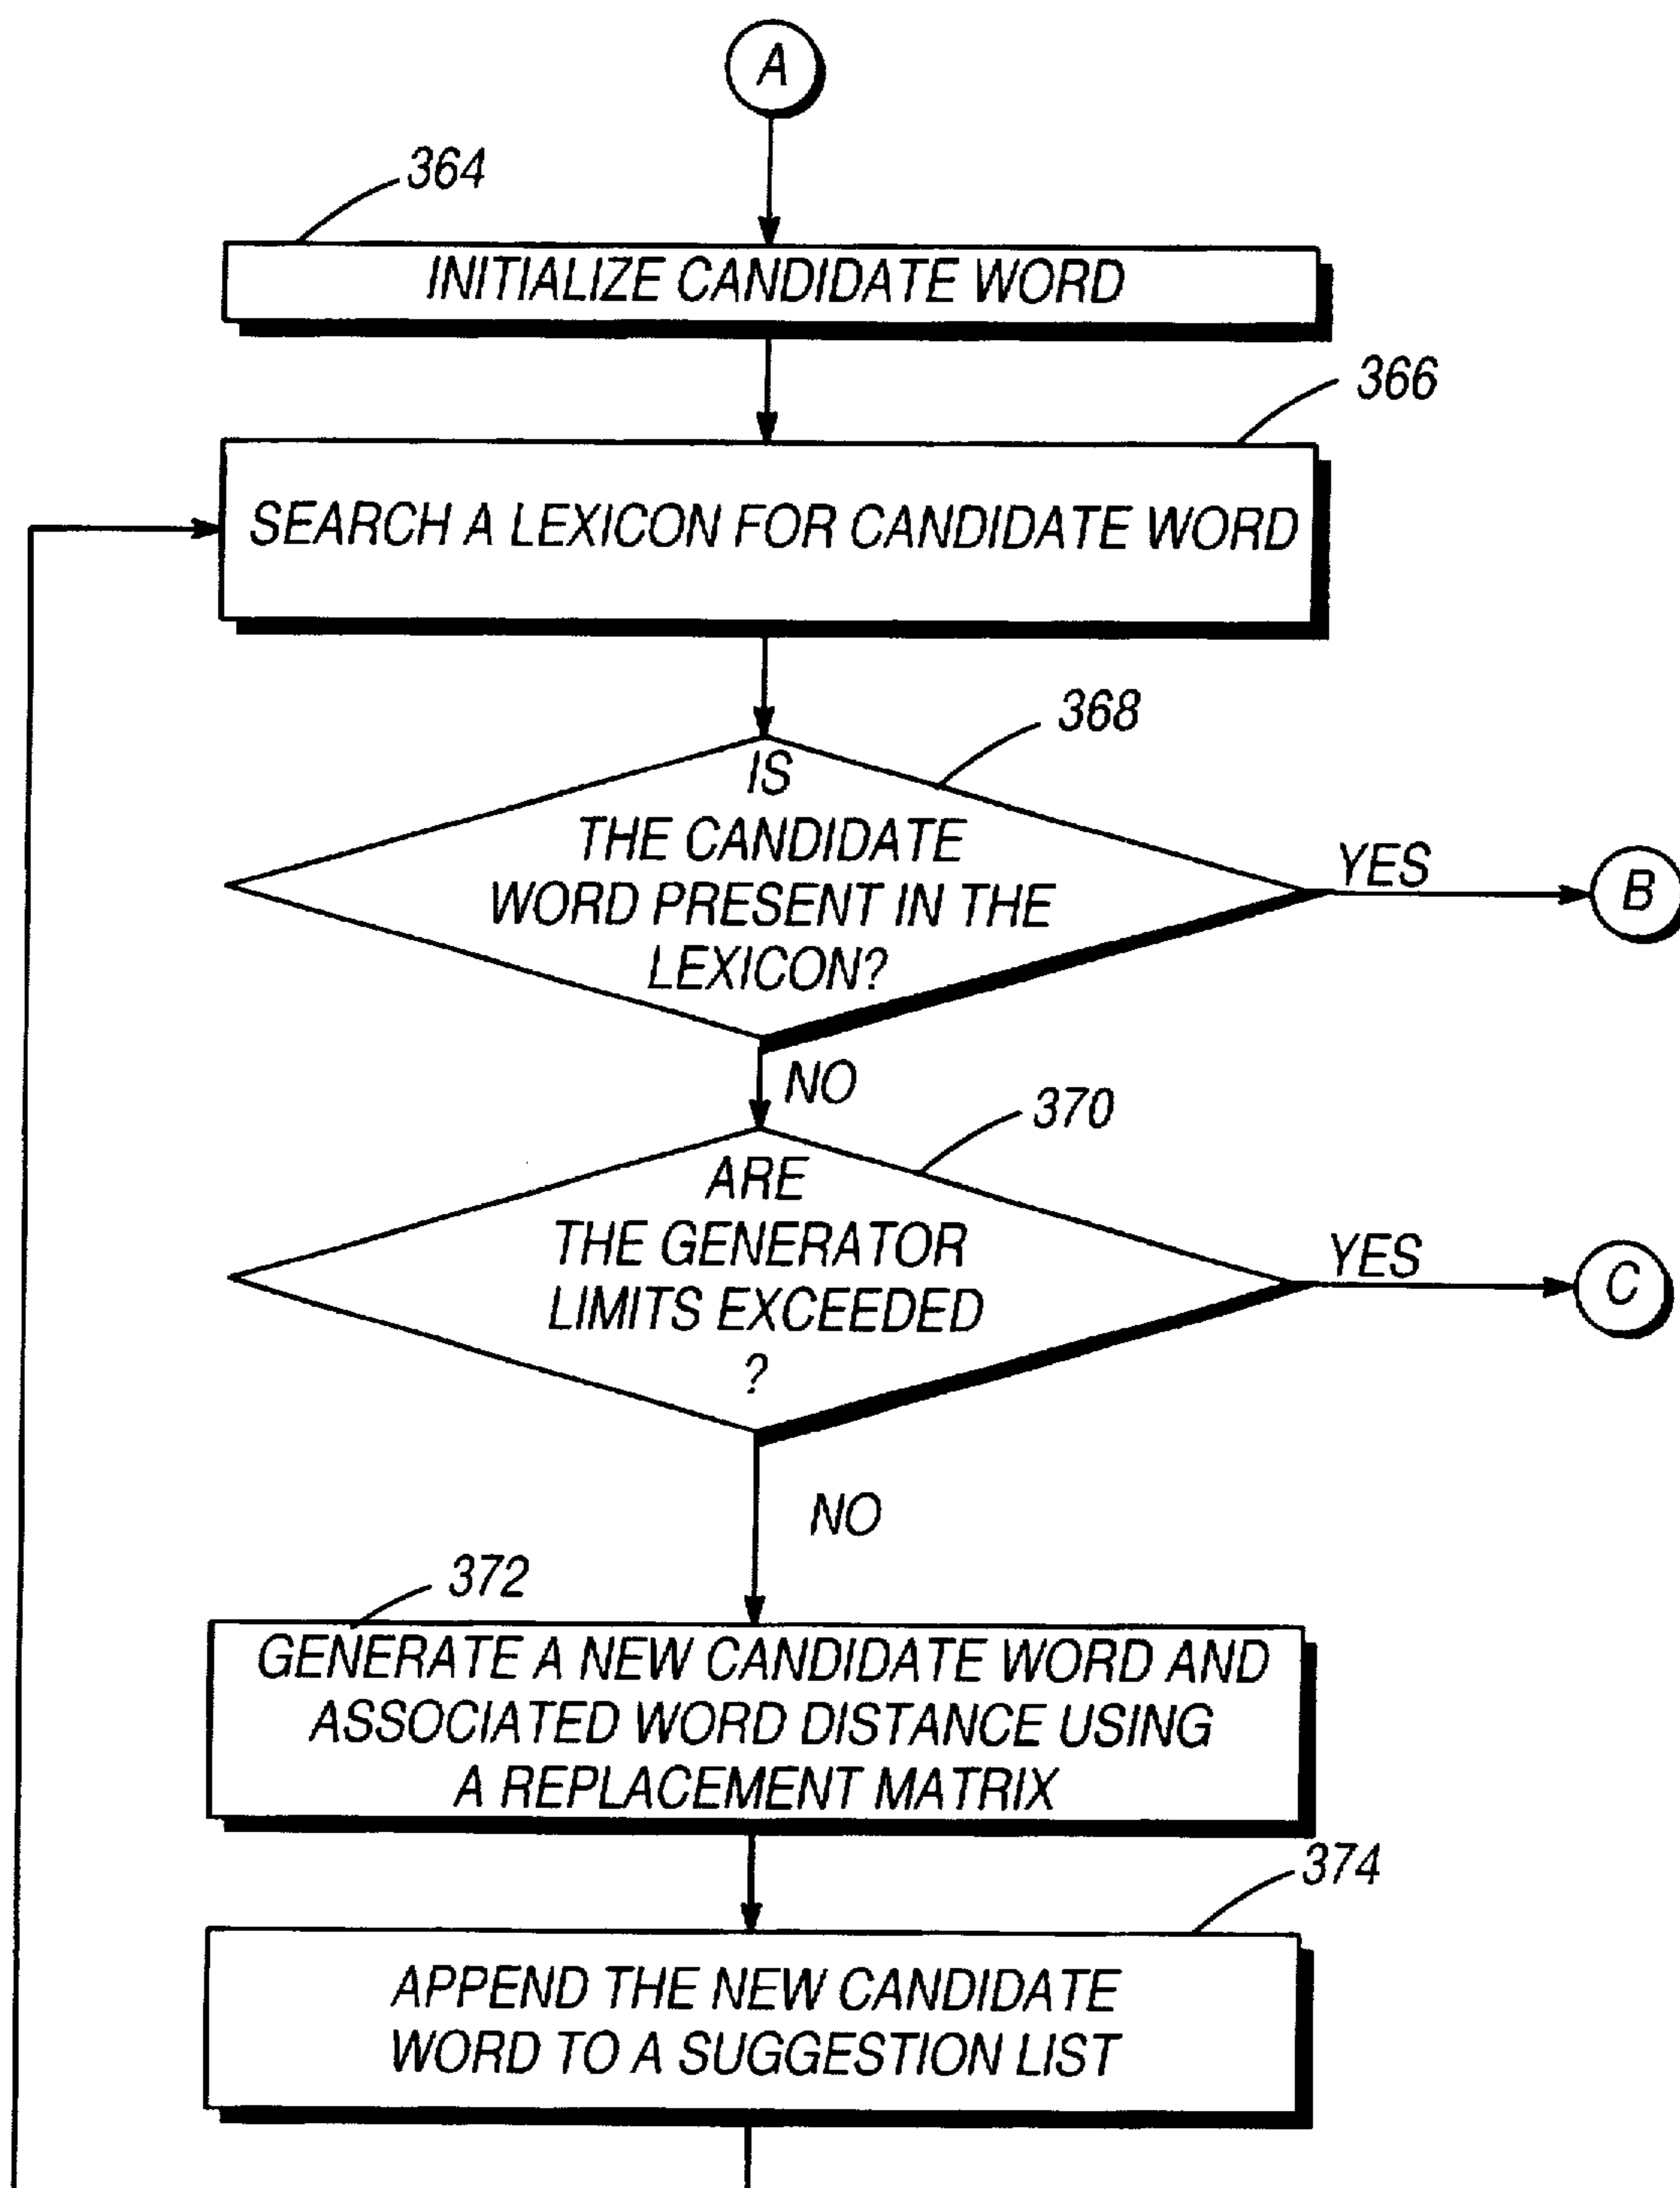 A
364
INITIALIZE CANDIDATE WORD
366
SEARCH A LEXICON FOR CANDIDATE WORD
368
IS
THE CANDIDATE
WORD PRESENT IN THE
LEXICON?
YES
B
NO
370
ARE
THE GENERATOR
LIMITS EXCEEDED
?
YES
C
NO
372
GENERATE A NEW CANDIDATE WORD AND
ASSOCIATED WORD DISTANCE USING
A REPLACEMENT MATRIX
374
APPEND THE NEW CANDIDATE
WORD TO A SUGGESTION LIST